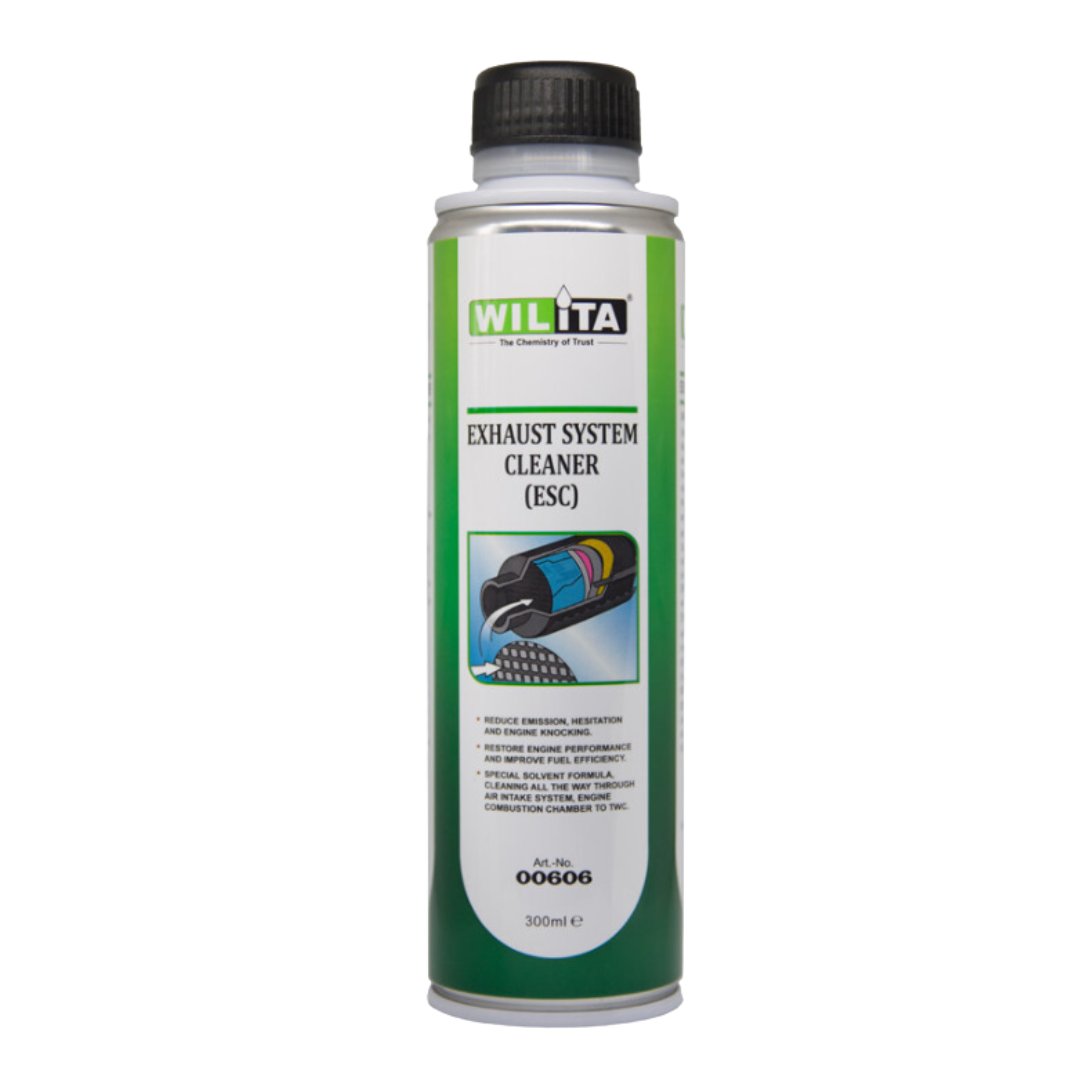 WILiTA®
The Chemistry of Trust
EXHAUST SYSTEM
CLEANER
(ESC)
• REDUCE EMISSION, HESITATION
AND ENGINE KNOCKING.
• RESTORE ENGINE PERFORMANCE
AND IMPROVE FUEL EFFICIENCY.
• SPECIAL SOLVENT FORMULA,
CLEANING ALL THE WAY THROUGH
AIR INTAKE SYSTEM, ENGINE
COMBUSTION CHAMBER TO TWC.
Art.-No.
00606
300ml ℮